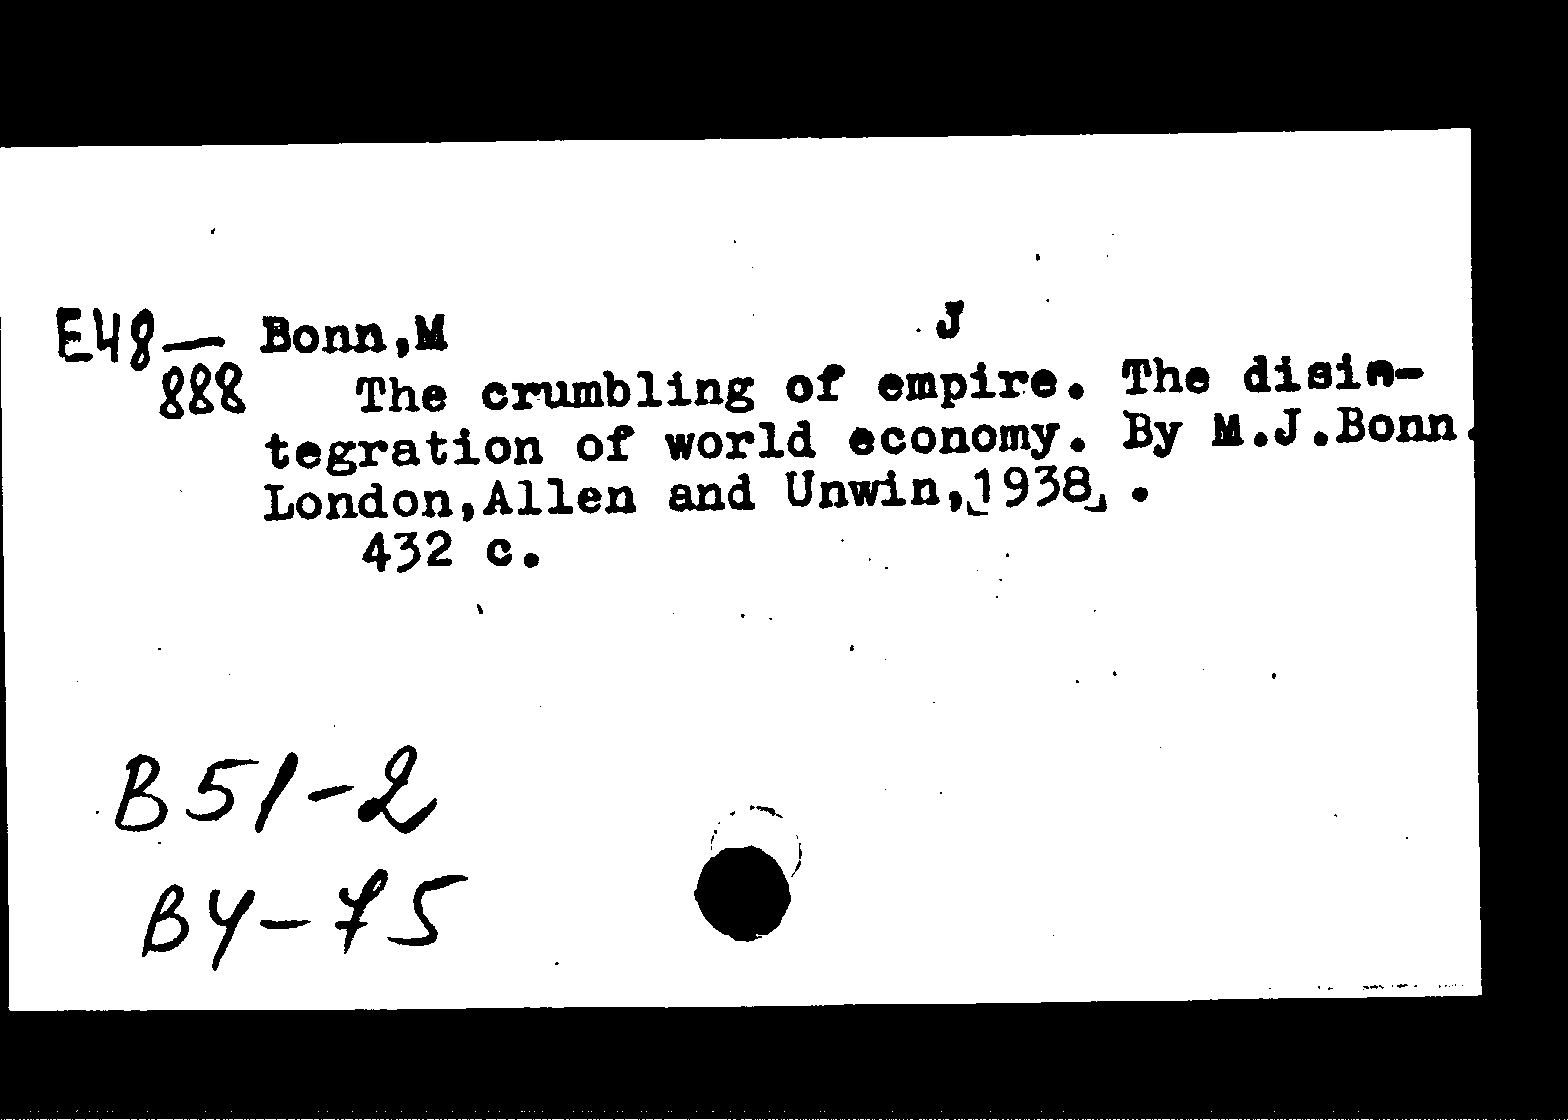 E48— Bonn,M J
888 The crumbling of empire. The disin-
tegration of world economy. By M.J.Bonn.
London,Allen and Unwin,[1938].
432 c.
B51-2
B4-75